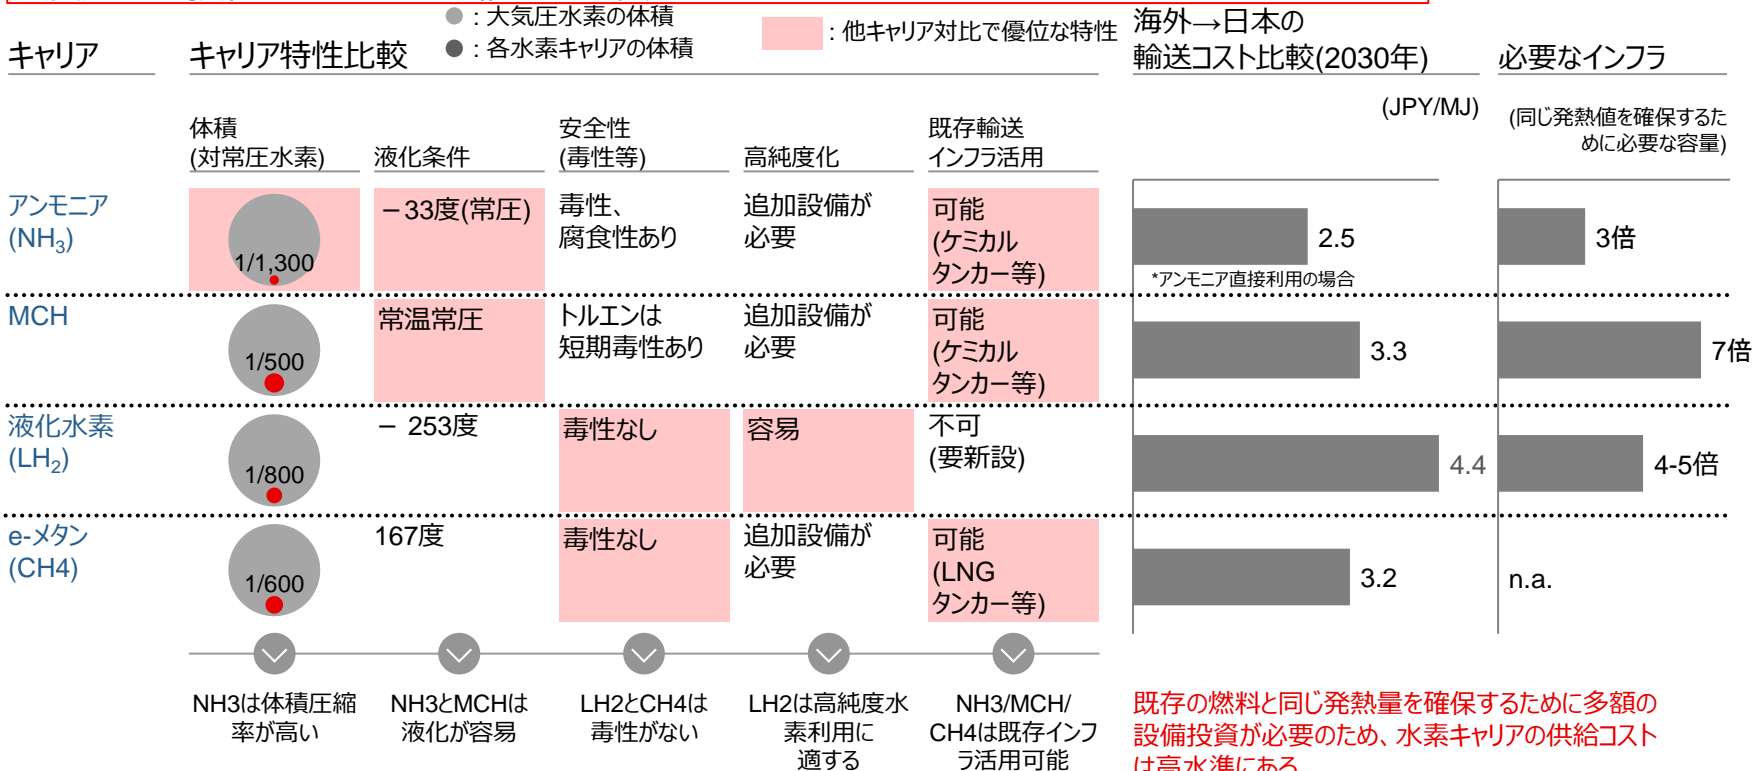 ● : 大気圧水素の体積
● : 各水素キャリアの体積
: 他キャリア対比で優位な特性
キャリア
キャリア特性比較
海外→日本の
輸送コスト比較(2030年)
必要なインフラ
(JPY/MJ)
(同じ発熱値を確保するた
めに必要な容量)
体積
(対常圧水素)
液化条件
安全性
(毒性等)
高純度化
既存輸送
インフラ活用
アンモニア
(NH3)
1/1,300
－33度(常圧)
毒性、
腐食性あり
追加設備が
必要
可能
(ケミカル
タンカー等)
2.5
*アンモニア直接利用の場合
3倍
MCH
1/500
常温常圧
トルエンは
短期毒性あり
追加設備が
必要
可能
(ケミカル
タンカー等)
3.3
7倍
液化水素
(LH2)
1/800
－ 253度
毒性なし
容易
不可
(要新設)
4.4
4-5倍
e-メタン
(CH4)
1/600
167度
毒性なし
追加設備が
必要
可能
(LNG
タンカー等)
3.2
n.a.
NH3は体積圧縮
率が高い
NH3とMCHは
液化が容易
LH2とCH4は
毒性がない
LH2は高純度水
素利用に
適する
NH3/MCH/
CH4は既存インフ
ラ活用可能
既存の燃料と同じ発熱量を確保するために多額の
設備投資が必要のため、水素キャリアの供給コスト
は高水準にある